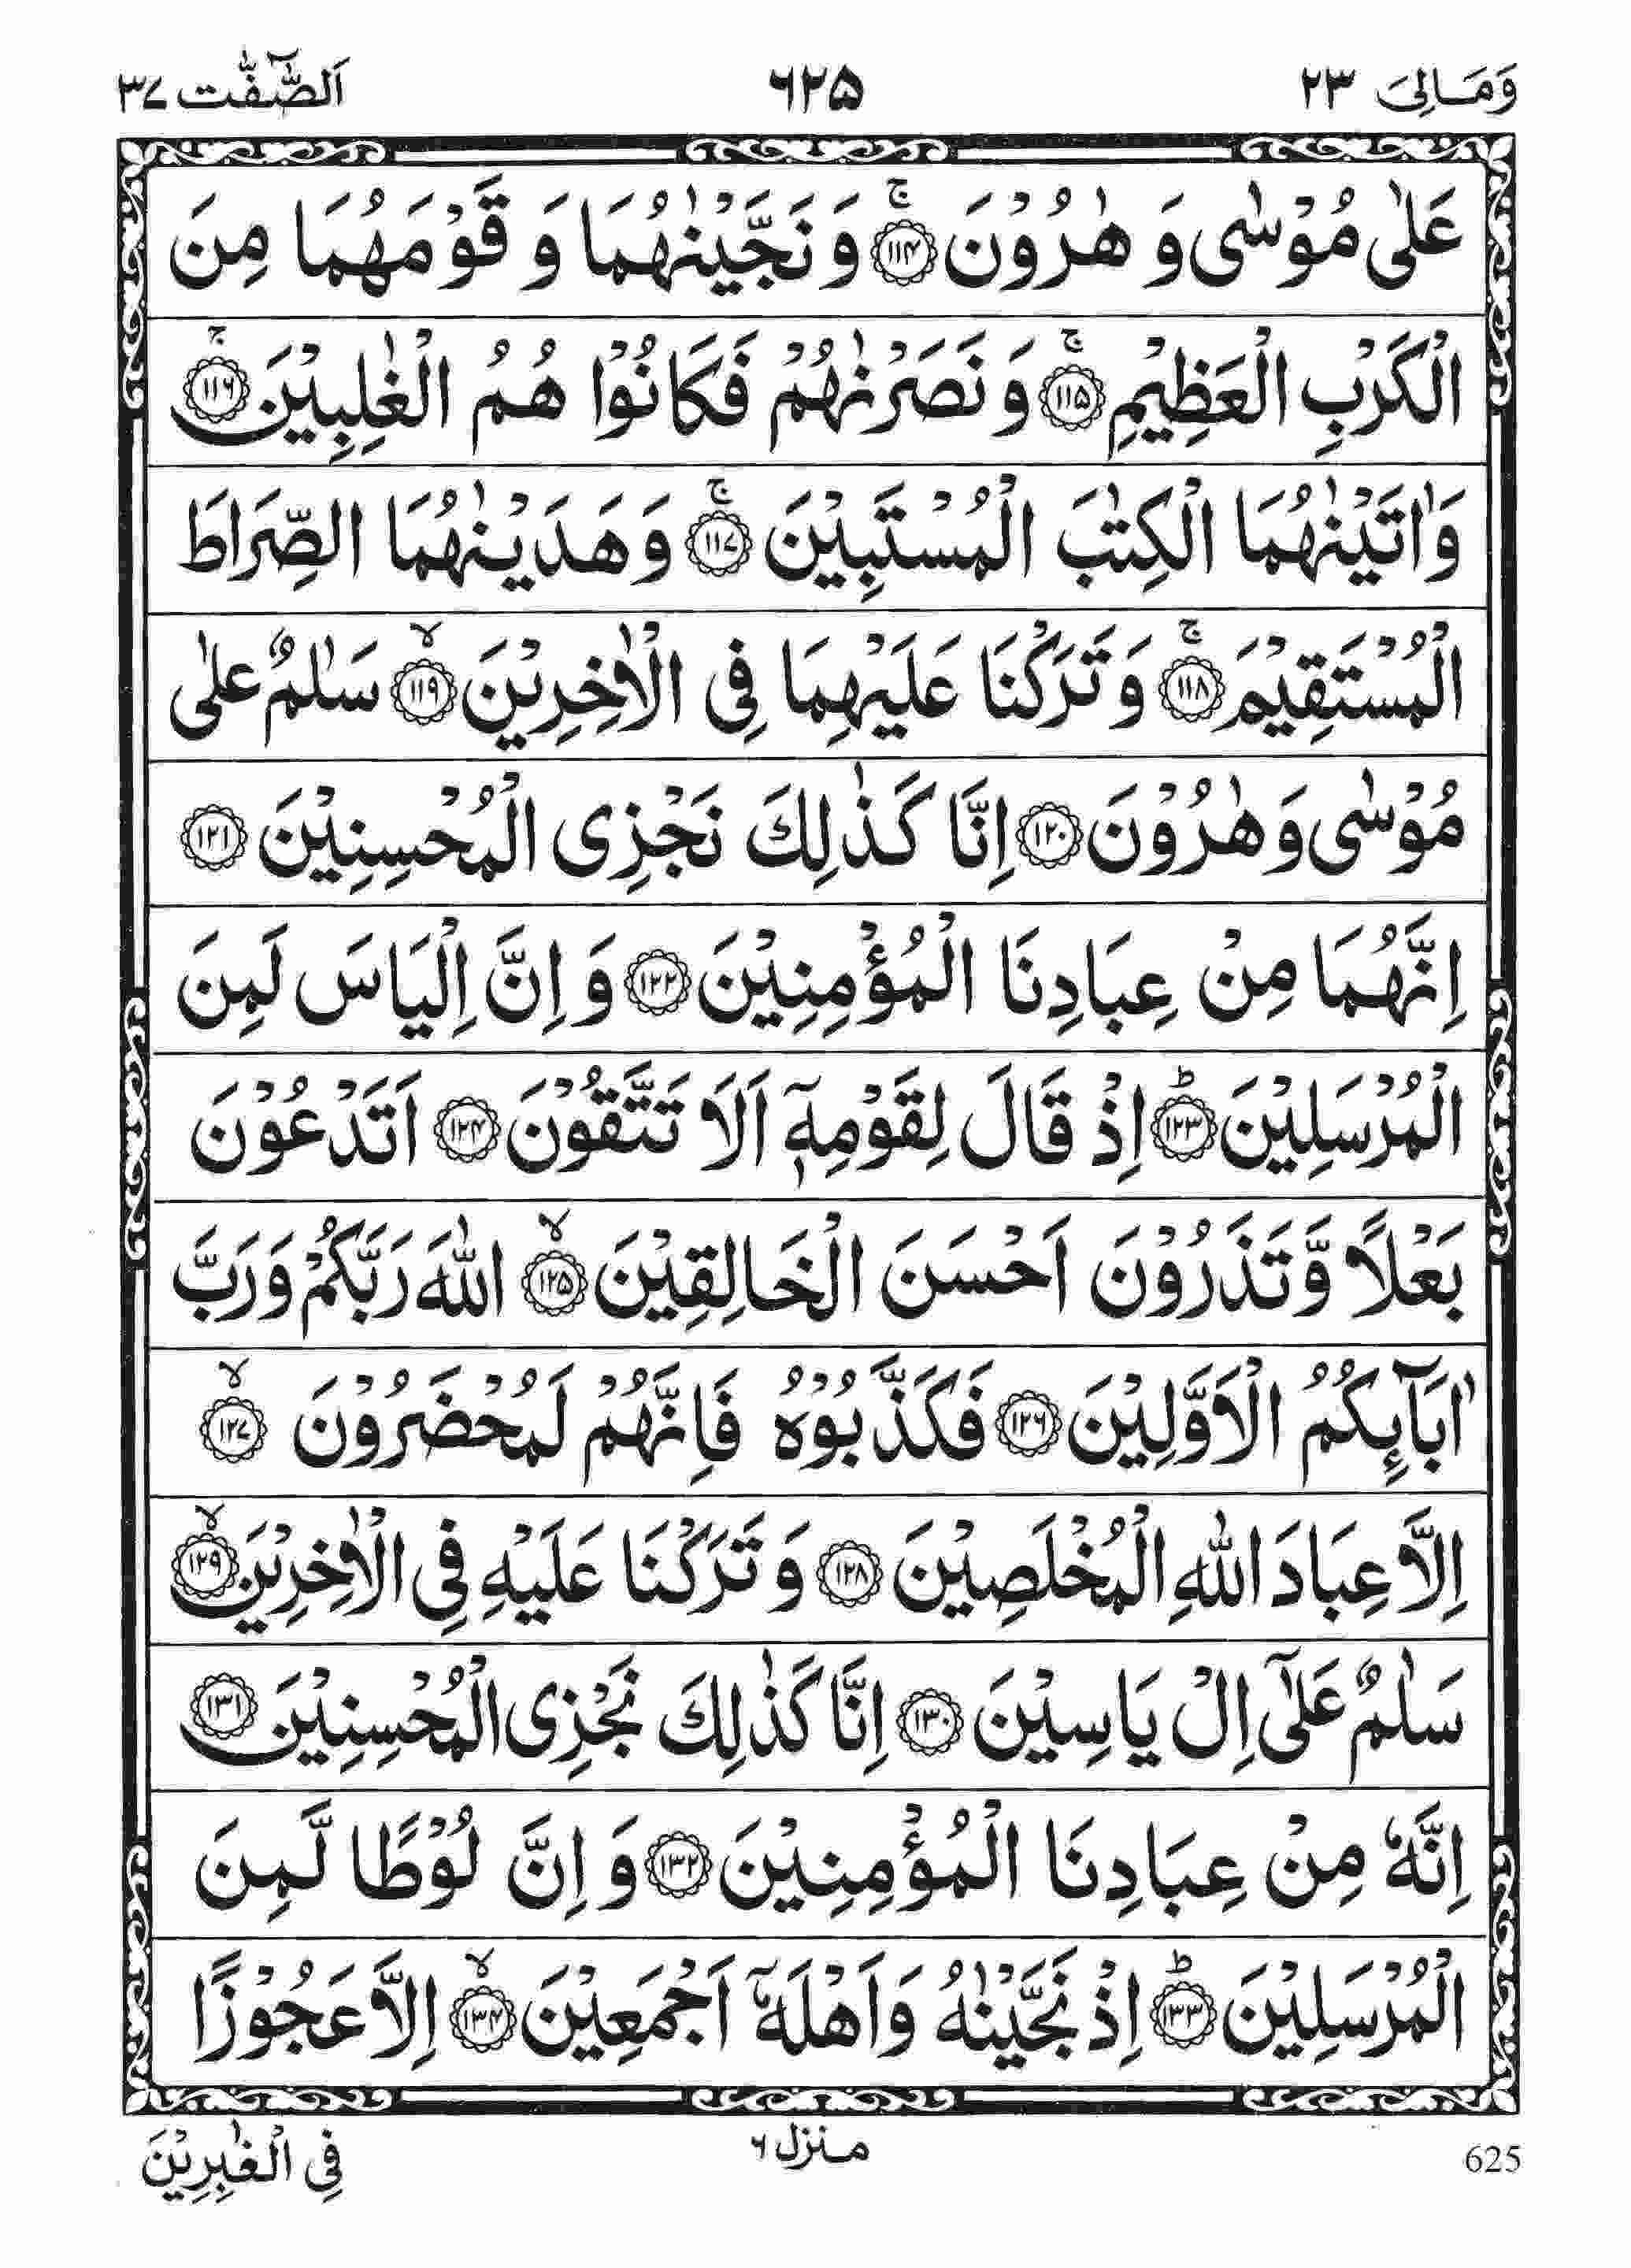 وَمَالِیَ ۲۳ ۶۲۵ اَلصّٰٓفّٰت ۳۷
عَلٰی مُوْسٰی وَ هٰرُوْنَ ۚ﴿۱۱۴﴾ وَ نَجَّیْنٰهُمَا وَ قَوْمَهُمَا مِنَ
الْكَرْبِ الْعَظِیْمِ ۚ﴿۱۱۵﴾ وَ نَصَرْنٰهُمْ فَكَانُوْا هُمُ الْغٰلِبِیْنَ ۚ﴿۱۱۶﴾
وَاٰتَیْنٰهُمَا الْكِتٰبَ الْمُسْتَبِیْنَ ۚ﴿۱۱۷﴾ وَ هَدَیْنٰهُمَا الصِّرَاطَ
الْمُسْتَقِیْمَ ۚ﴿۱۱۸﴾ وَ تَرَكْنَا عَلَیْهِمَا فِی الْاٰخِرِیْنَ ۙ﴿۱۱۹﴾ سَلٰمٌ عَلٰی
مُوْسٰی وَ هٰرُوْنَ ﴿۱۲۰﴾ اِنَّا كَذٰلِكَ نَجْزِی الْمُحْسِنِیْنَ ﴿۱۲۱﴾
اِنَّهُمَا مِنْ عِبَادِنَا الْمُؤْمِنِیْنَ ﴿۱۲۲﴾ وَ اِنَّ اِلْیَاسَ لَمِنَ
الْمُرْسَلِیْنَ ؕ﴿۱۲۳﴾ اِذْ قَالَ لِقَوْمِهٖۤ اَلَا تَتَّقُوْنَ ﴿۱۲۴﴾ اَتَدْعُوْنَ
بَعْلًا وَّ تَذَرُوْنَ اَحْسَنَ الْخَالِقِیْنَ ۙ﴿۱۲۵﴾ اللّٰهَ رَبَّكُمْ وَ رَبَّ
اٰبَآىِٕكُمُ الْاَوَّلِیْنَ ﴿۱۲۶﴾ فَكَذَّبُوْهُ فَاِنَّهُمْ لَمُحْضَرُوْنَ ۙ﴿۱۲۷﴾
اِلَّا عِبَادَ اللّٰهِ الْمُخْلَصِیْنَ ﴿۱۲۸﴾ وَ تَرَكْنَا عَلَیْهِ فِی الْاٰخِرِیْنَ ۙ﴿۱۲۹﴾
سَلٰمٌ عَلٰۤی اِلْ یَاسِیْنَ ﴿۱۳۰﴾ اِنَّا كَذٰلِكَ نَجْزِی الْمُحْسِنِیْنَ ﴿۱۳۱﴾
اِنَّهٗ مِنْ عِبَادِنَا الْمُؤْمِنِیْنَ ﴿۱۳۲﴾ وَ اِنَّ لُوْطًا لَّمِنَ
الْمُرْسَلِیْنَ ؕ﴿۱۳۳﴾ اِذْ نَجَّیْنٰهُ وَ اَهْلَهٗۤ اَجْمَعِیْنَ ۙ﴿۱۳۴﴾ اِلَّا عَجُوْزًا
625 منزل ۶ فِی الْغٰبِرِیْنَ